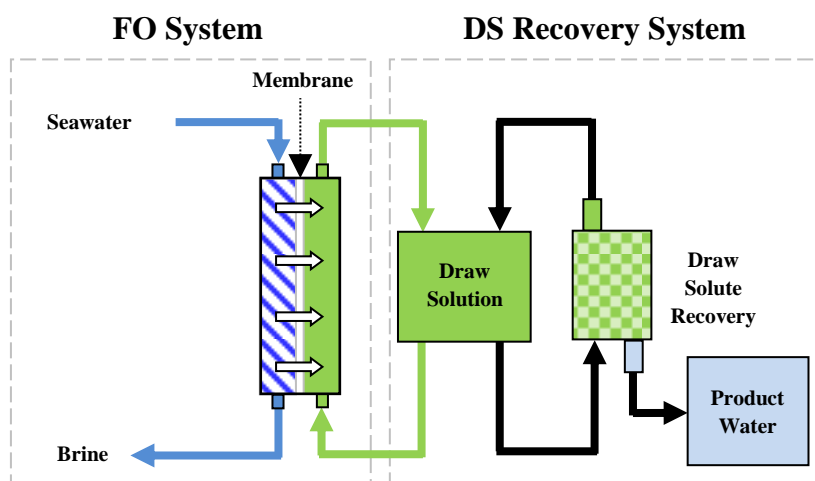 FO System
DS Recovery System
Membrane
Seawater
Draw
Solution
Draw
Solute
Recovery
Product
Water
Brine